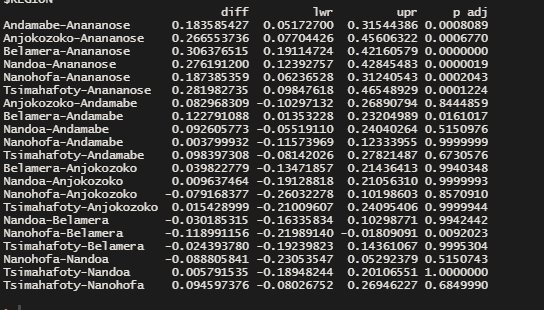 $REGION
diff lwr upr p adj
Andamabe-Anananose 0.183585427 0.05172700 0.31544386 0.0008089
Anjokozoko-Anananose 0.266553736 0.07704426 0.45606322 0.0006770
Belamera-Anananose 0.306376515 0.19114724 0.42160579 0.0000000
Nandoa-Anananose 0.276191200 0.12392757 0.42845483 0.0000019
Nanohofa-Anananose 0.187385359 0.06236528 0.31240543 0.0002043
Tsimahafoty-Anananose 0.281982735 0.09847618 0.46548929 0.0001224
Anjokozoko-Andamabe 0.082968309 -0.10297132 0.26890794 0.8444859
Belamera-Andamabe 0.122791088 0.01353228 0.23204989 0.0161017
Nandoa-Andamabe 0.092605773 -0.05519110 0.24040264 0.5150976
Nanohofa-Andamabe 0.003799932 -0.11573969 0.12333955 0.9999999
Tsimahafoty-Andamabe 0.098397308 -0.08142026 0.27821487 0.6730576
Belamera-Anjokozoko 0.039822779 -0.13471857 0.21436413 0.9940348
Nandoa-Anjokozoko 0.009637464 -0.19128818 0.21056310 0.9999993
Nanohofa-Anjokozoko -0.079168377 -0.26032278 0.10198603 0.8570910
Tsimahafoty-Anjokozoko 0.015428999 -0.21009607 0.24095406 0.9999944
Nandoa-Belamera -0.030185315 -0.16335834 0.10298771 0.9942442
Nanohofa-Belamera -0.118991156 -0.21989140 -0.01809091 0.0092023
Tsimahafoty-Belamera -0.024393780 -0.19239823 0.14361067 0.9995304
Nanohofa-Nandoa -0.088805841 -0.23053547 0.05292379 0.5150743
Tsimahafoty-Nandoa 0.005791535 -0.18948244 0.20106551 1.0000000
Tsimahafoty-Nanohofa 0.094597376 -0.08026752 0.26946227 0.6849990